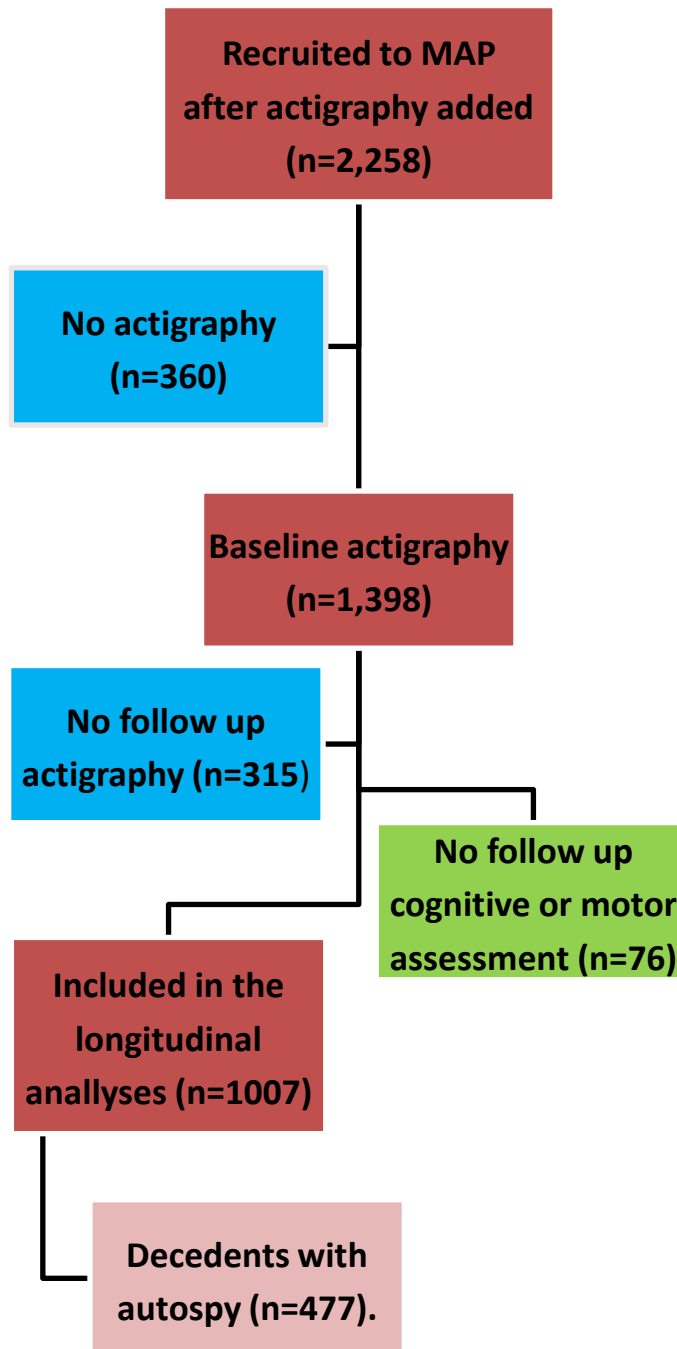 Recruited to MAP
after actigraphy added
(n=2,258)
No actigraphy
(n=360)
Baseline actigraphy
(n=1,398)
No follow up
actigraphy (n=315)
No follow up
cognitive or motor
assessment (n=76)
Included in the
longitudinal
anallyses (n=1007)
Decedents with
autospy (n=477).